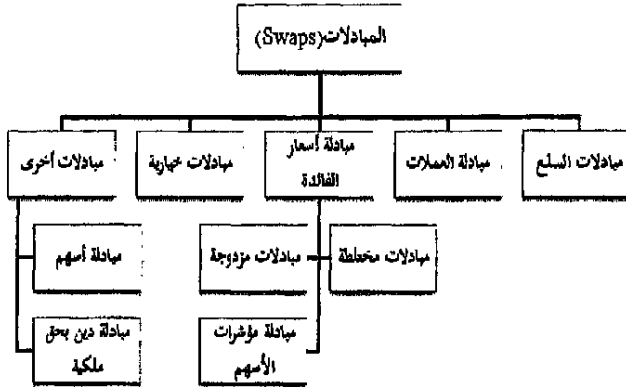 المبادلات(Swaps)
مبادلات السلع
مبادلة العملات
مبادلة أسعار
الفائدة
مبادلات خيارية
مبادلات أخرى
مبادلات مختلطة
مبادلات مزدوجة
مبادلة أسهم
مبادلة مؤشرات
الأسهم
مبادلة دين بحق
ملكية